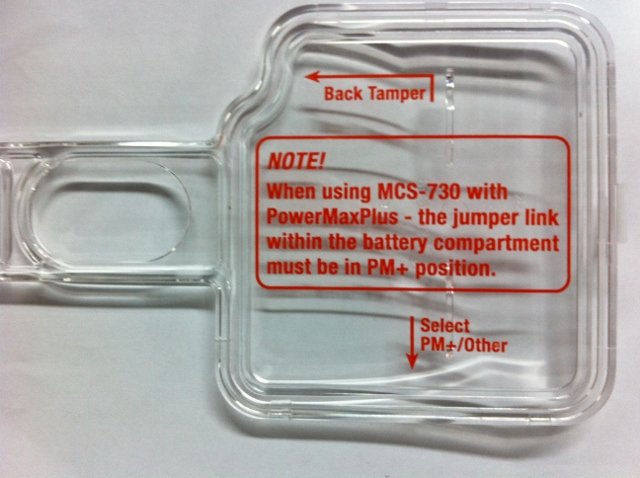 Back Tamper
NOTE!
When using MCS-730 with
PowerMaxPlus - the jumper link
within the battery compartment
must be in PM+ position.
Select
PM+/Other